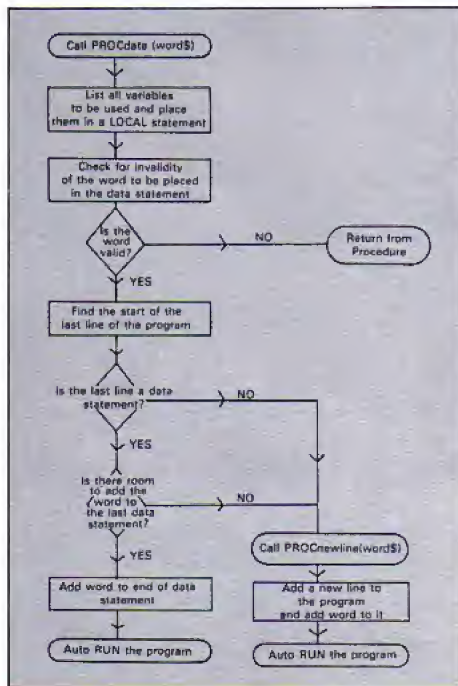 Call PROCdate (word$)
List all variables
to be used and place
them in a LOCAL statement
Check for invalidity
of the word to be placed
in the data statement
Is the
word
valid?
NO
Return from
Procedure
YES
Find the start of the
last line of the program
Is the last line a data
statement?
NO
YES
Is there room
to add the
word to
the last data
statement?
NO
YES
Call PROCnewline(word$)
Add word to end of data
statement
Add a new line to
the program
and add word to it
Auto RUN the program
Auto RUN the program